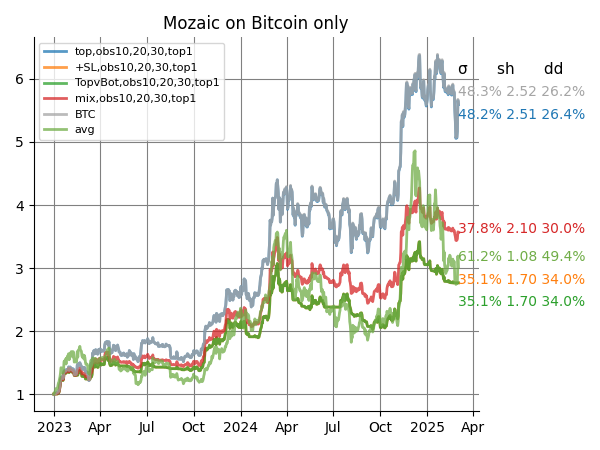 Mozaic on Bitcoin only
top,obs10,20,30,top1
+SL,obs10,20,30,top1
TopvBot,obs10,20,30,top1
mix,obs10,20,30,top1
BTC
avg
σ sh dd
48.3% 2.52 26.2%
48.2% 2.51 26.4%
37.8% 2.10 30.0%
61.2% 1.08 49.4%
35.1% 1.70 34.0%
35.1% 1.70 34.0%
6
5
4
3
2
1
2023 Apr Jul Oct 2024 Apr Jul Oct 2025 Apr